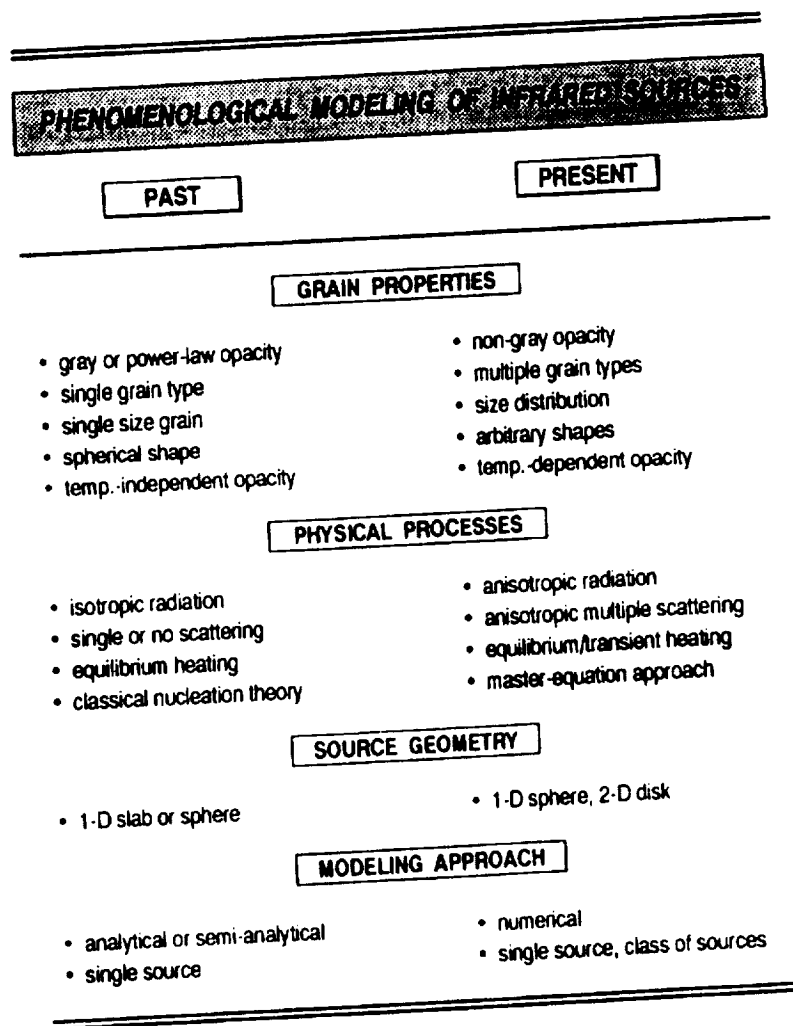 PHENOMENOLOGICAL MODELING OF INFRARED SOURCES
PAST
PRESENT
GRAIN PROPERTIES
• gray or power-law opacity
• single grain type
• single size grain
• spherical shape
• temp.-independent opacity
• non-gray opacity
• multiple grain types
• size distribution
• arbitrary shapes
• temp.-dependent opacity
PHYSICAL PROCESSES
• isotropic radiation
• single or no scattering
• equilibrium heating
• classical nucleation theory
• anisotropic radiation
• anisotropic multiple scattering
• equilibrium/transient heating
• master-equation approach
SOURCE GEOMETRY
• 1-D slab or sphere
• 1-D sphere, 2-D disk
MODELING APPROACH
• analytical or semi-analytical
• single source
• numerical
• single source, class of sources